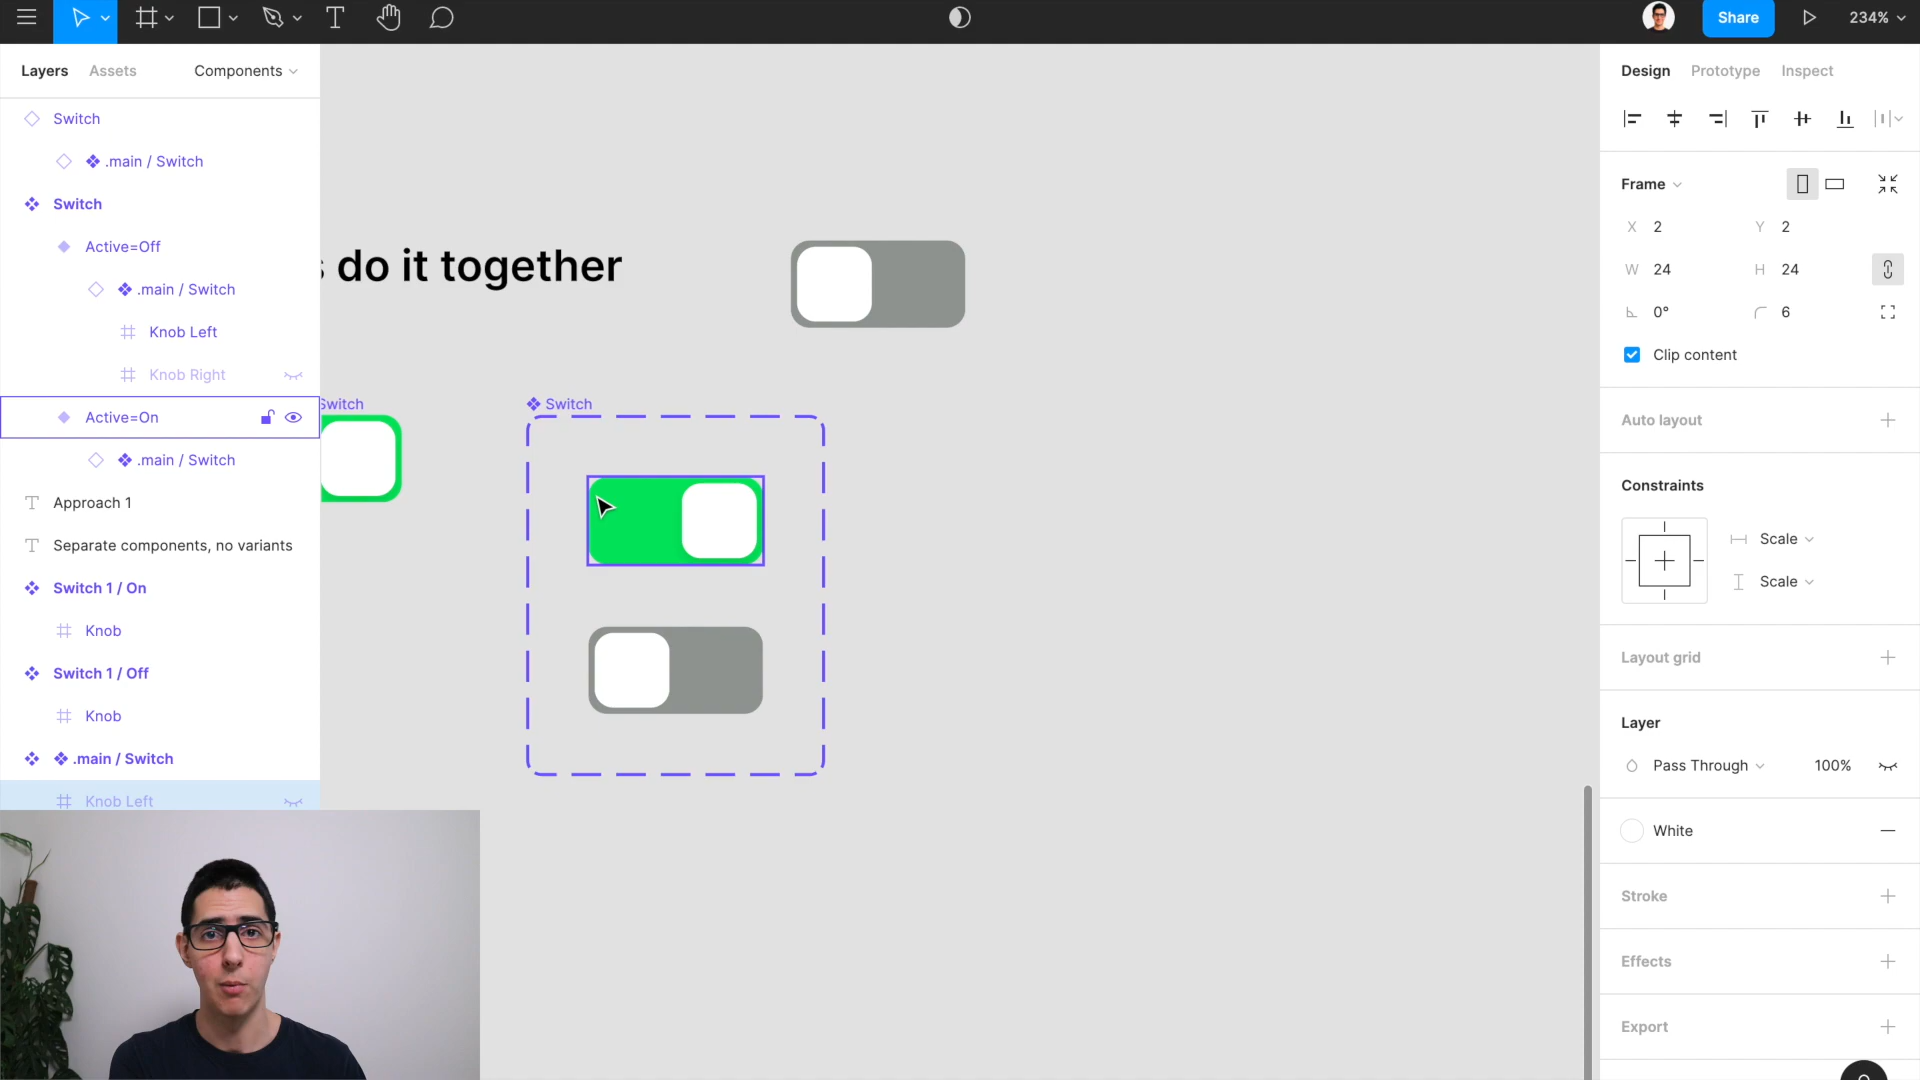 Share
234%
Layers
Assets
Components
Switch
.main / Switch
Switch
Active=Off
.main / Switch
Knob Left
Knob Right
Active=On
.main / Switch
Approach 1
Separate components, no variants
Switch 1 / On
Knob
Switch 1 / Off
Knob
.main / Switch
Knob Left
s do it together
Switch
Switch
Design
Prototype
Inspect
Frame
X 2
Y 2
W 24
H 24
0°
6
Clip content
Auto layout
Constraints
Scale
Scale
Layout grid
Layer
Pass Through
100%
White
Stroke
Effects
Export